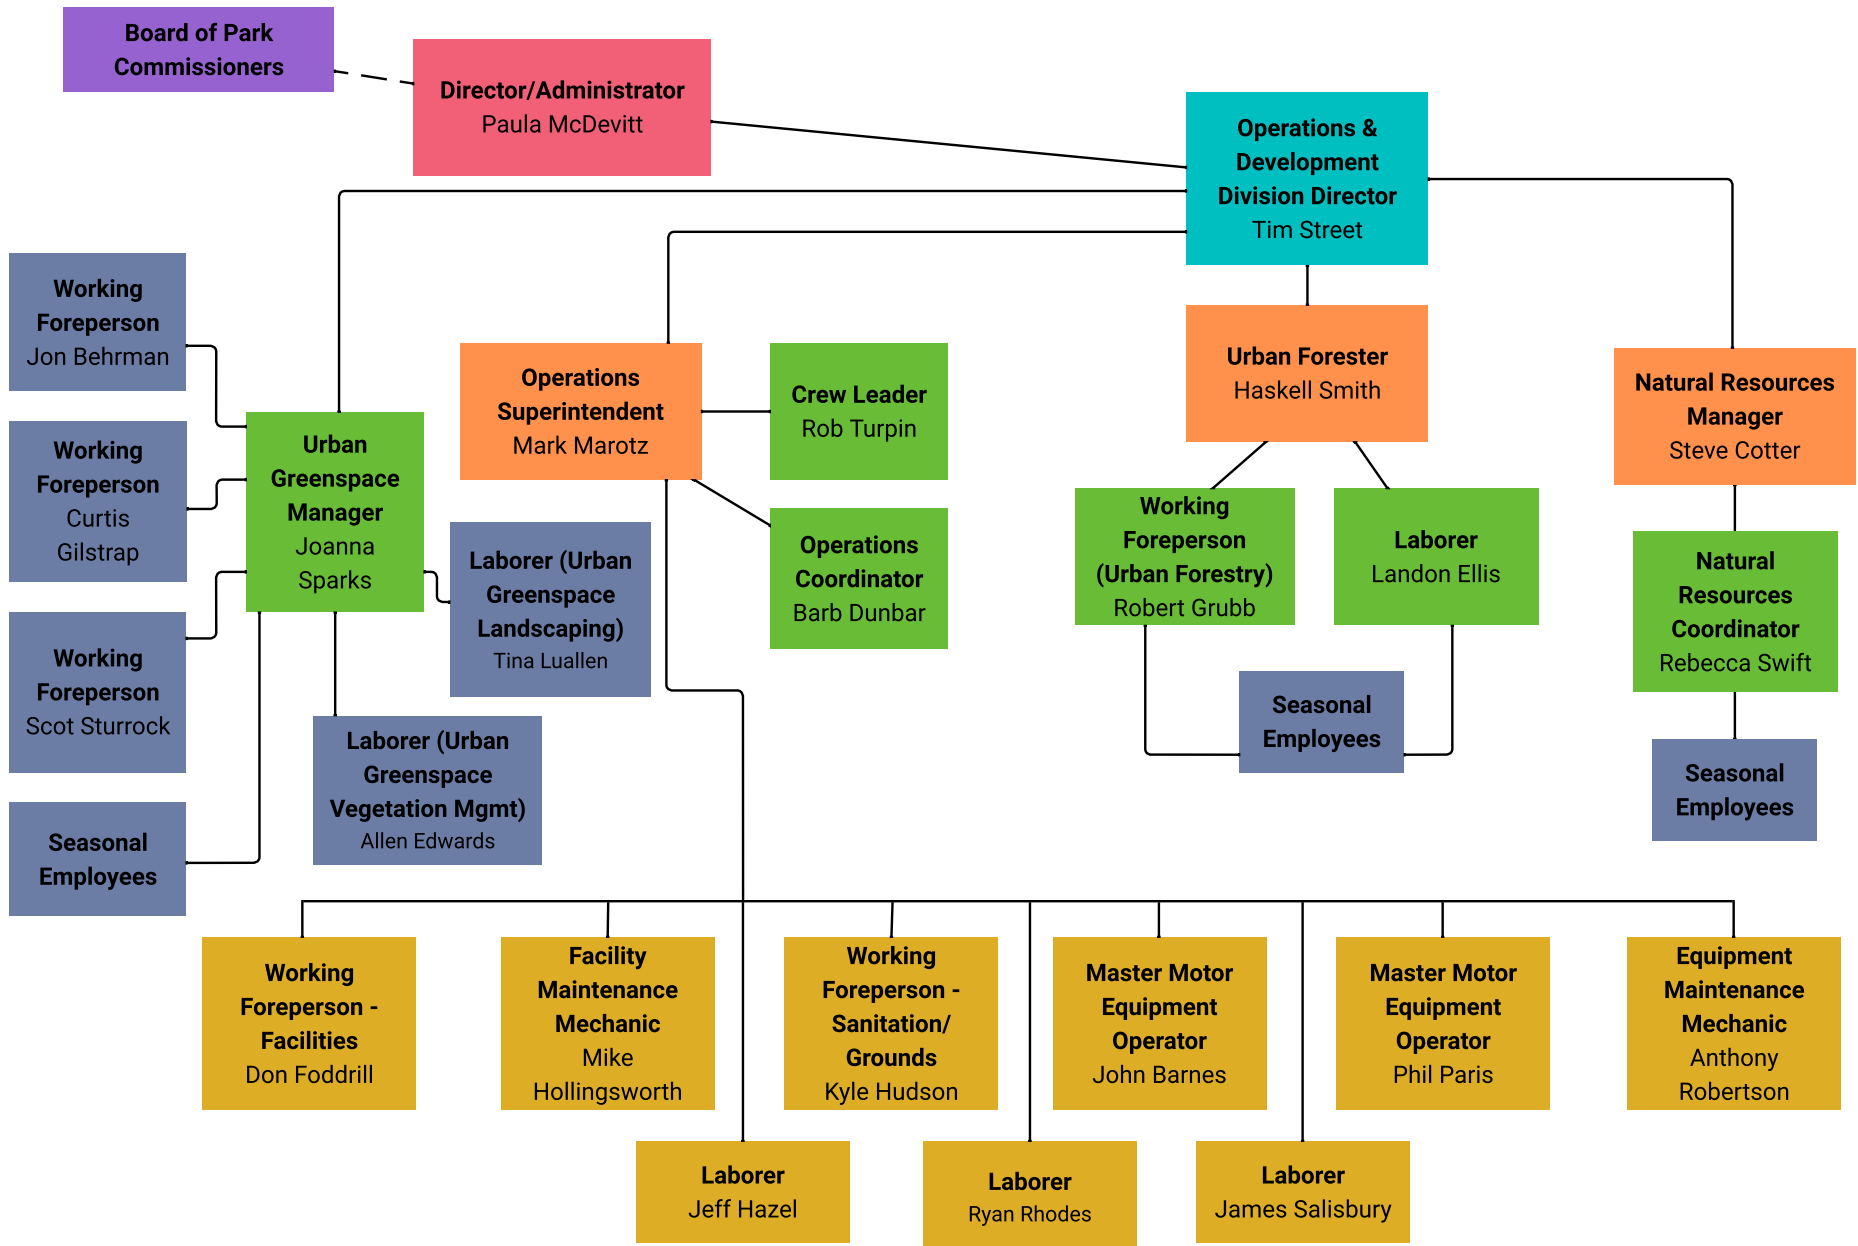 Board of Park
Commissioners
Director/Administrator
Paula McDevitt
Operations &
Development
Division Director
Tim Street
Working
Foreperson
Jon Behrman
Working
Foreperson
Curtis
Gilstrap
Working
Foreperson
Scot Sturrock
Seasonal
Employees
Urban
Greenspace
Manager
Joanna
Sparks
Laborer (Urban
Greenspace
Landscaping)
Tina Luallen
Laborer (Urban
Greenspace
Vegetation Mgmt)
Allen Edwards
Operations
Superintendent
Mark Marotz
Crew Leader
Rob Turpin
Operations
Coordinator
Barb Dunbar
Urban Forester
Haskell Smith
Working
Foreperson
(Urban Forestry)
Robert Grubb
Laborer
Landon Ellis
Seasonal
Employees
Natural Resources
Manager
Steve Cotter
Natural
Resources
Coordinator
Rebecca Swift
Seasonal
Employees
Working
Foreperson -
Facilities
Don Foddrill
Facility
Maintenance
Mechanic
Mike
Hollingsworth
Working
Foreperson -
Sanitation/
Grounds
Kyle Hudson
Master Motor
Equipment
Operator
John Barnes
Master Motor
Equipment
Operator
Phil Paris
Equipment
Maintenance
Mechanic
Anthony
Robertson
Laborer
Jeff Hazel
Laborer
Ryan Rhodes
Laborer
James Salisbury